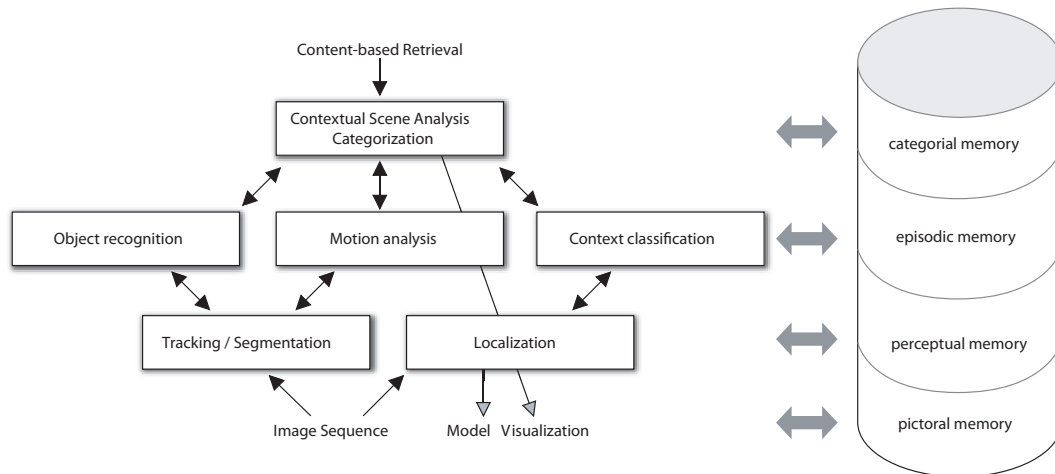 Content-based Retrieval
Contextual Scene Analysis
Categorization
categorial memory
Object recognition
Motion analysis
Context classification
episodic memory
Tracking / Segmentation
Localization
perceptual memory
Image Sequence
Model
Visualization
pictoral memory